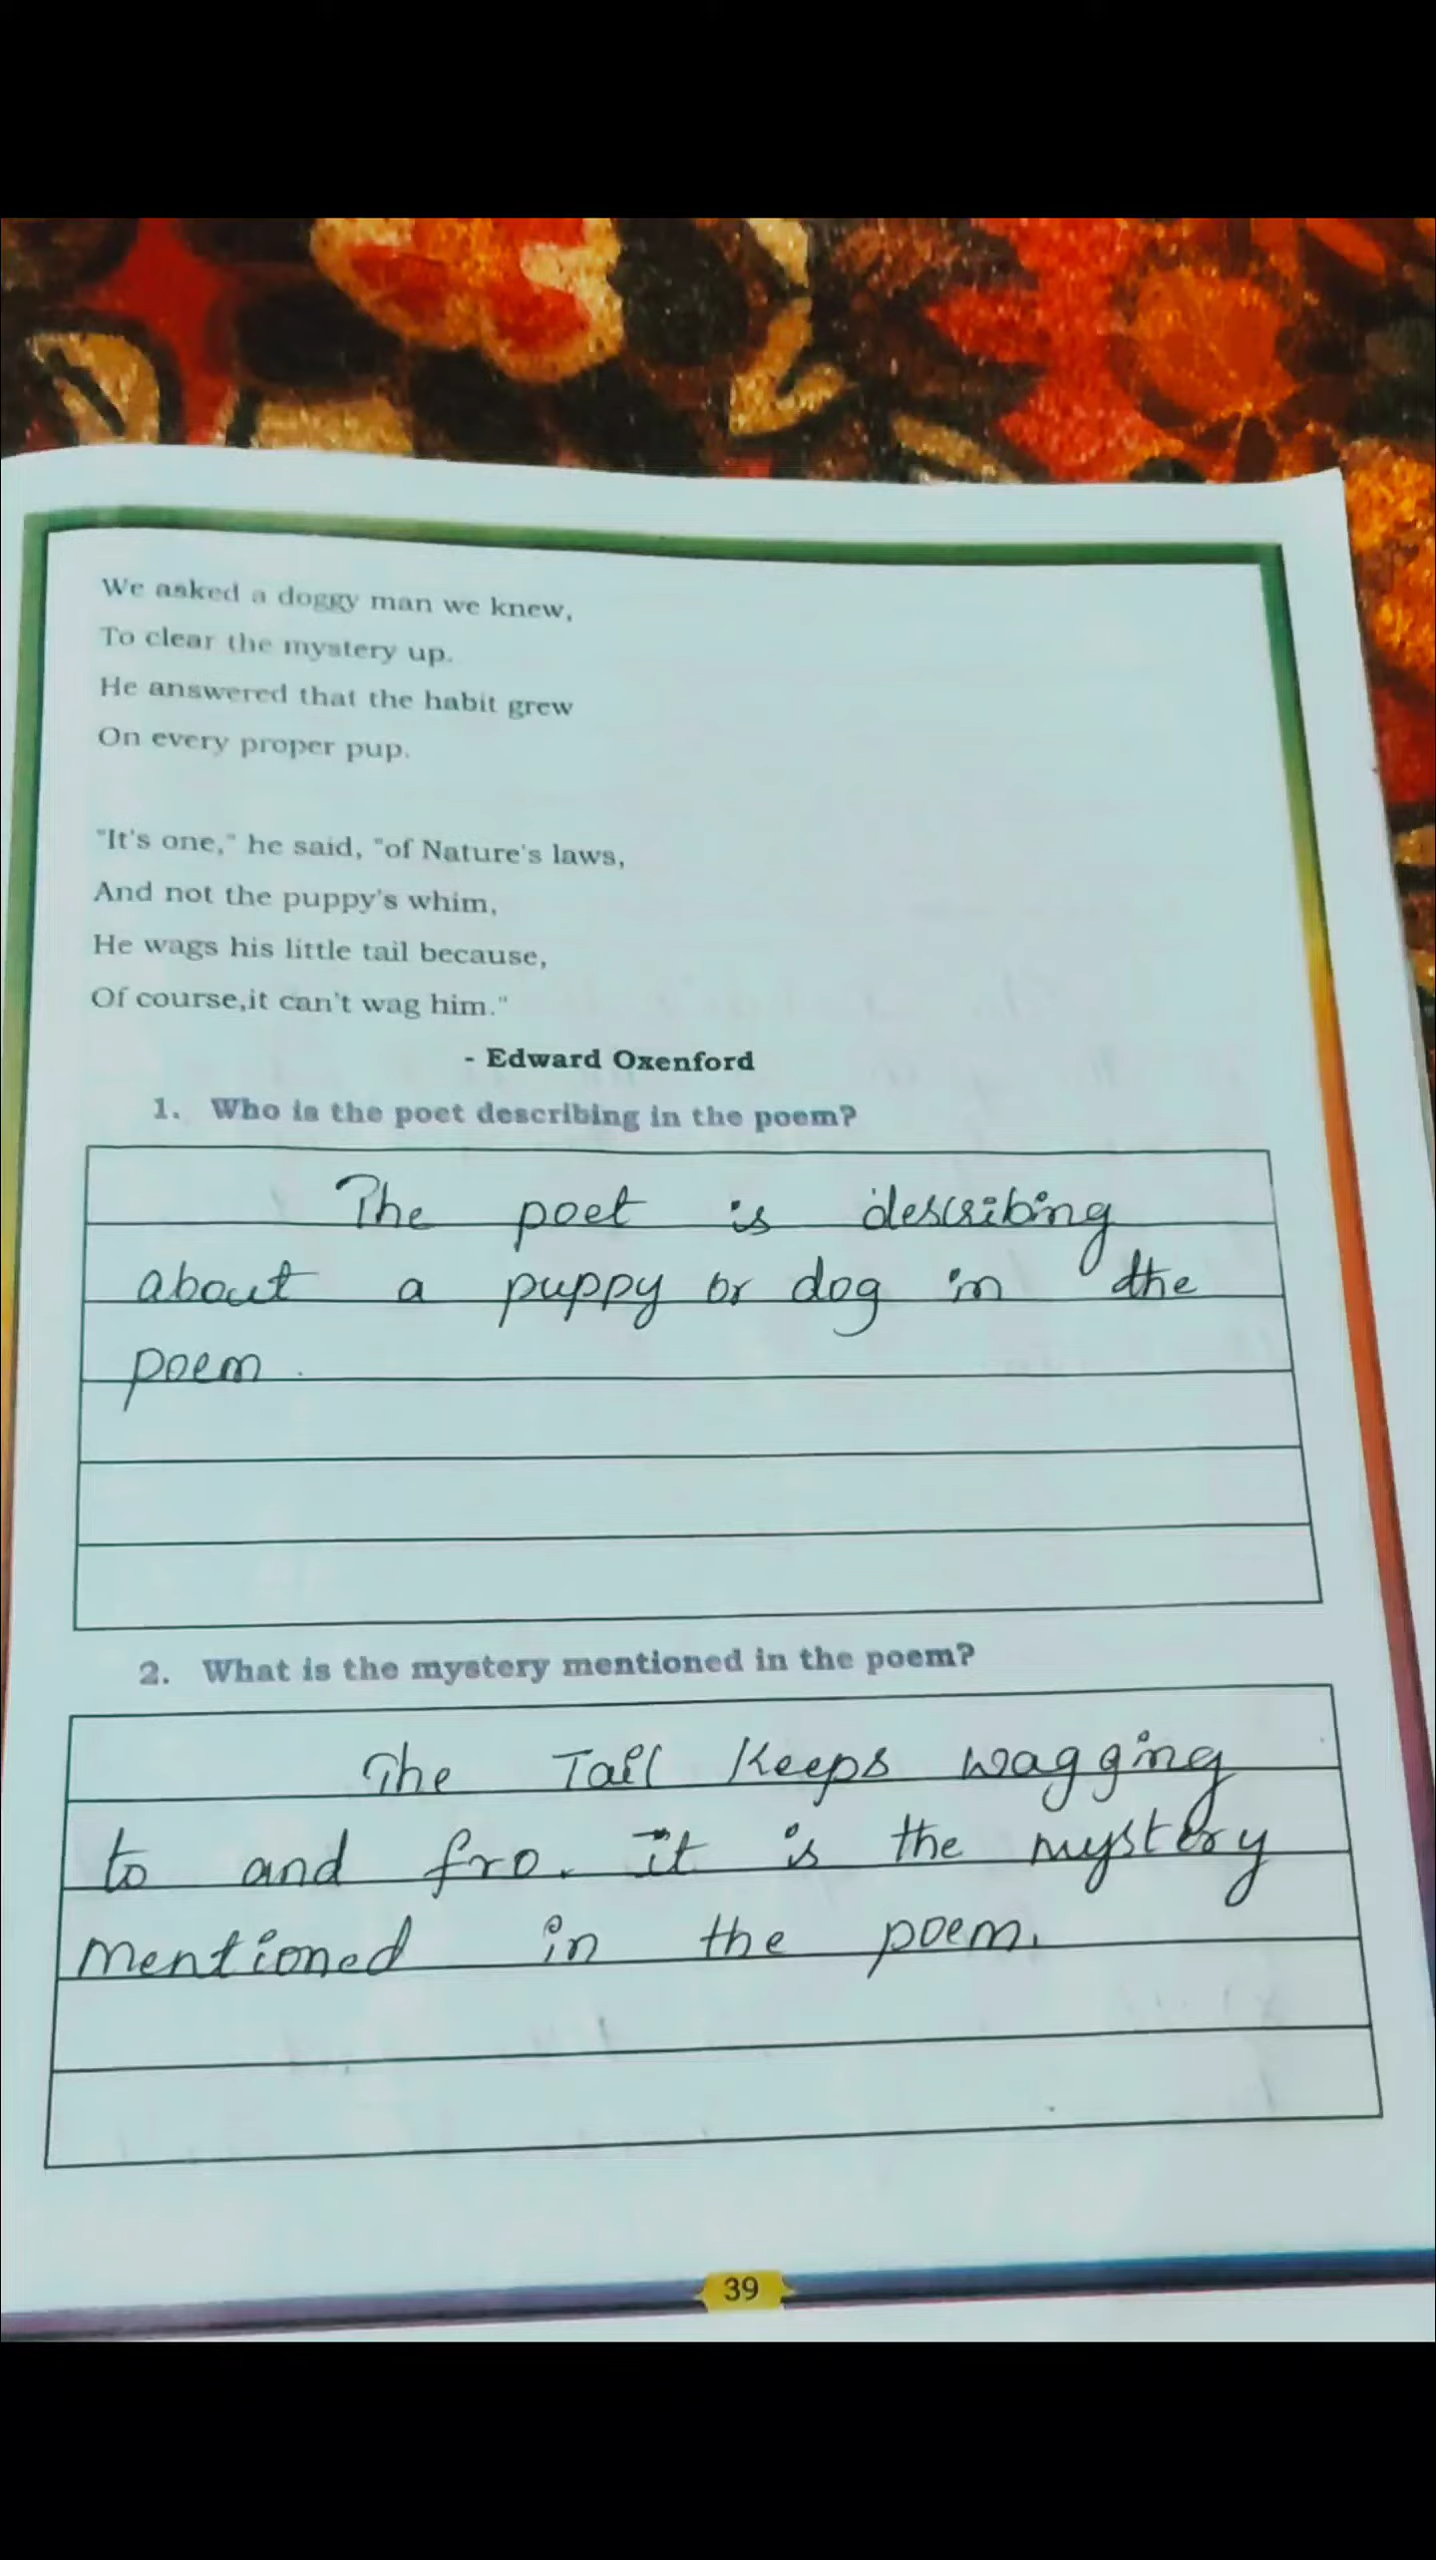 We asked a doggy man we knew,
To clear the mystery up.
He answered that the habit grew
On every proper pup.
"It's one," he said, "of Nature's laws,
And not the puppy's whim,
He wags his little tail because,
Of course,it can't wag him."
- Edward Oxenford
1. Who is the poet describing in the poem?
The poet is describing
about a puppy or dog in the
poem.
2. What is the mystery mentioned in the poem?
The Tail Keeps wagging
to and fro. it is the mystery
mentioned in the poem.
39